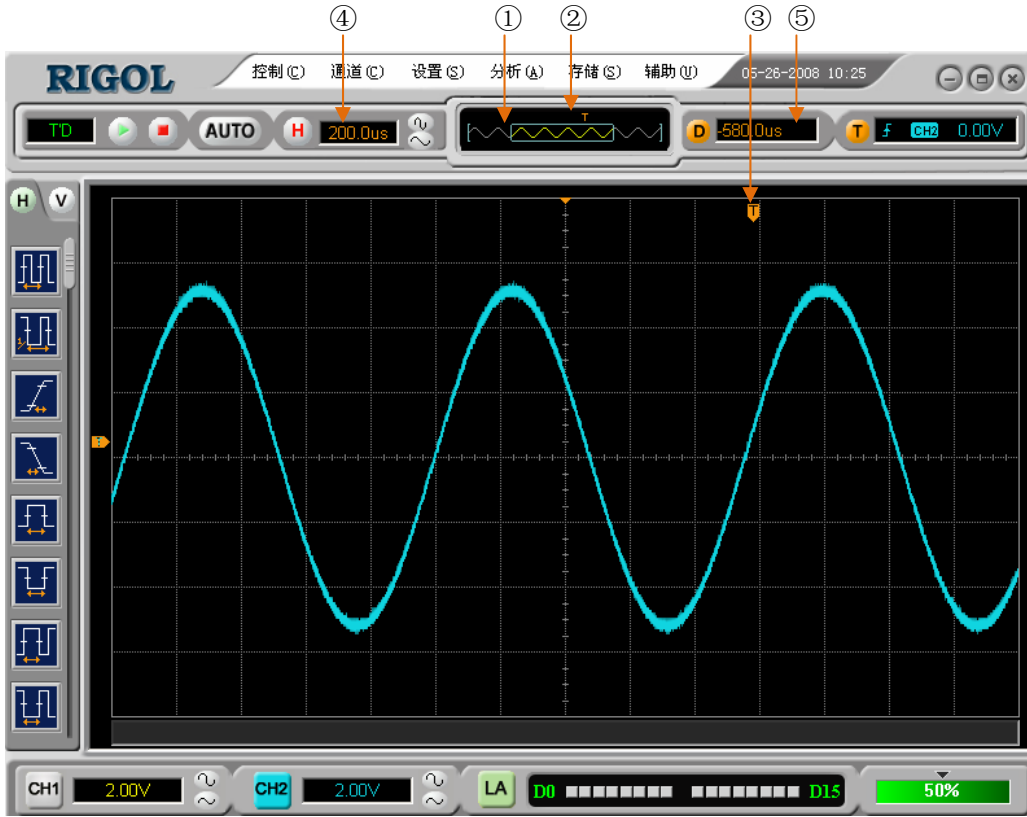 ④ ① ② ③ ⑤
RIGOL 控制(C) 通道(C) 设置(S) 分析(A) 存储(S) 辅助(U) 05-26-2008 10:25
T'D AUTO H 200.0us T D -580.0us T CH2 0.00V
H V
T
1/
CH1 2.00V CH2 2.00V LA D0 D15 50%